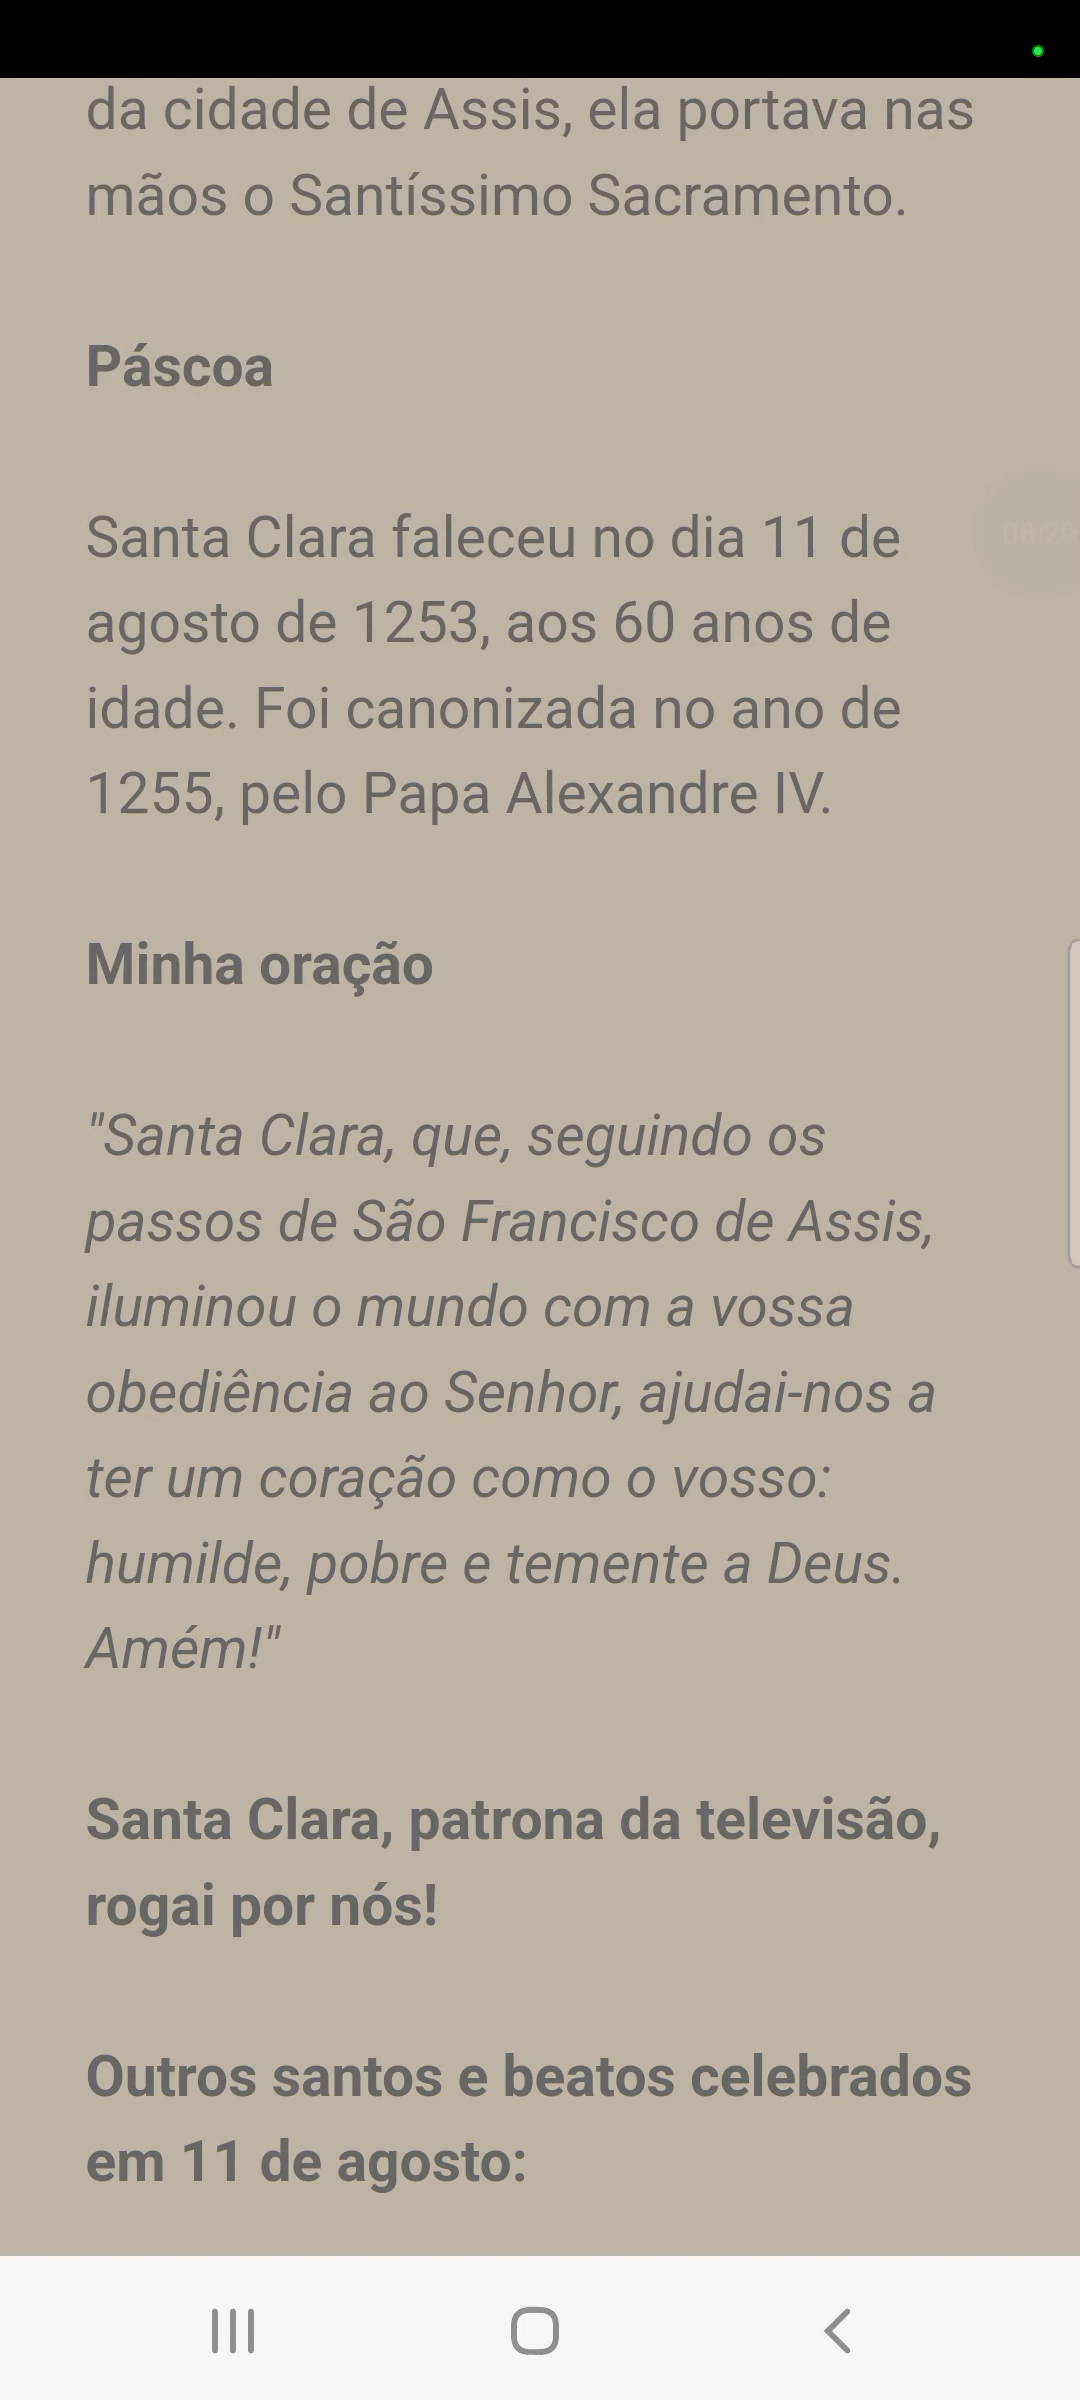 da cidade de Assis, ela portava nas
mãos o Santíssimo Sacramento.
Páscoa
Santa Clara faleceu no dia 11 de
agosto de 1253, aos 60 anos de
idade. Foi canonizada no ano de
1255, pelo Papa Alexandre IV.
Minha oração
"Santa Clara, que, seguindo os
passos de São Francisco de Assis,
iluminou o mundo com a vossa
obediência ao Senhor, ajudai-nos a
ter um coração como o vosso:
humilde, pobre e temente a Deus.
Amém!"
Santa Clara, patrona da televisão,
rogai por nós!
Outros santos e beatos celebrados
em 11 de agosto: